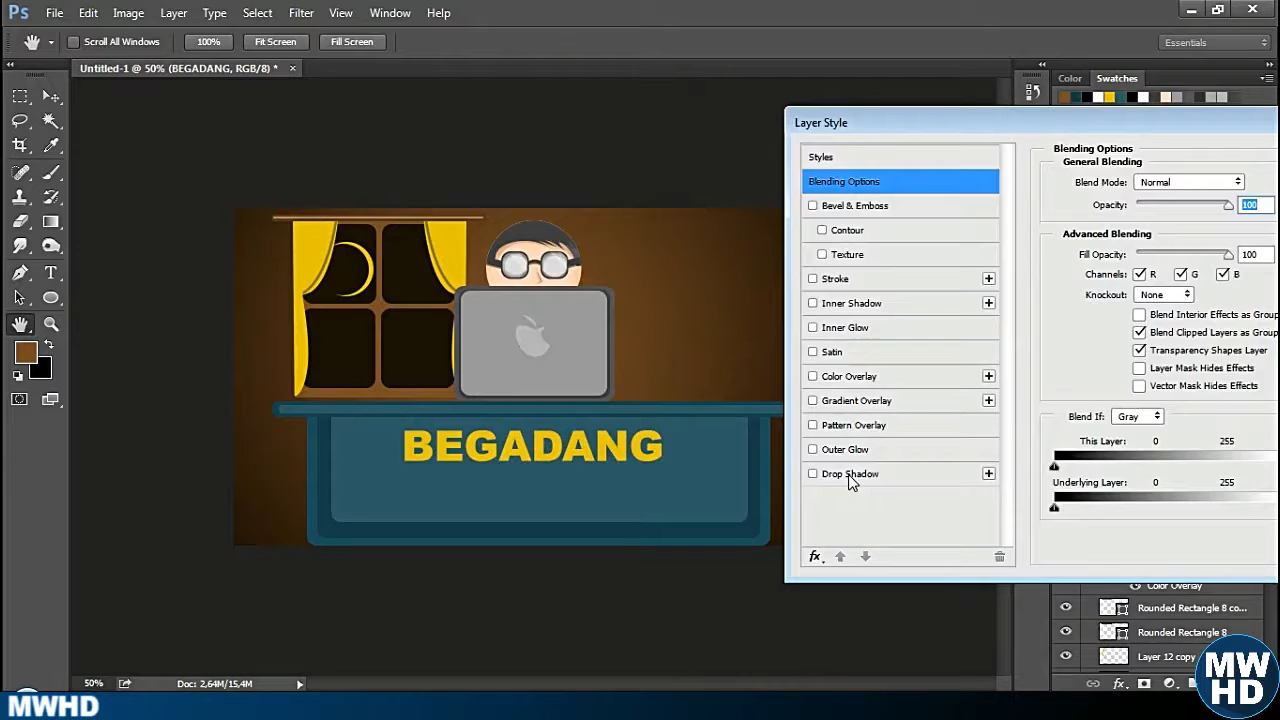 Ps File Edit Image Layer Type Select Filter View Window Help
Scroll All Windows 100% Fit Screen Fill Screen Essentials
Untitled-1 @ 50% (BEGADANG, RGB/8) * ×
Color Swatches
Layer Style
Styles
Blending Options
Bevel & Emboss
Contour
Texture
Stroke
Inner Shadow
Inner Glow
Satin
Color Overlay
Gradient Overlay
Pattern Overlay
Outer Glow
Drop Shadow
fx
Blending Options
General Blending
Blend Mode: Normal
Opacity: 100
Advanced Blending
Fill Opacity: 100
Channels: R G B
Knockout: None
Blend Interior Effects as Group
Blend Clipped Layers as Group
Transparency Shapes Layer
Layer Mask Hides Effects
Vector Mask Hides Effects
Blend If: Gray
This Layer: 0 255
Underlying Layer: 0 255
BEGADANG
Color Overlay
Rounded Rectangle 8 co...
Rounded Rectangle 8
Layer 12 copy
fx
50% Doc: 2,64M/15,4M
MWHD
MW
HD